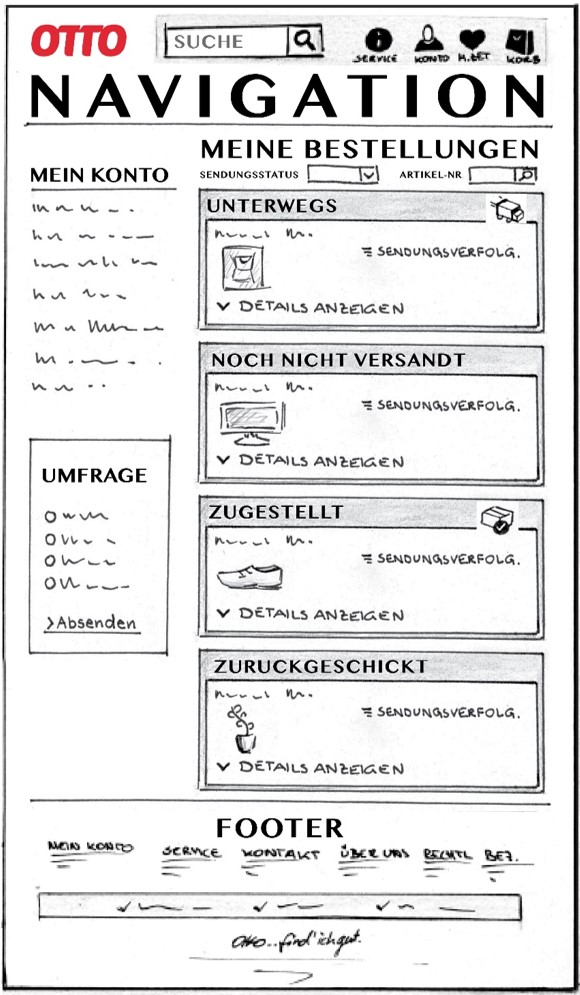 OTTO
SUCHE
SERVICE KONTO M.ZET KORB
NAVIGATION
MEINE BESTELLUNGEN
MEIN KONTO
SENDUNGSSTATUS ARTIKEL-NR
UNTERWEGS
SENDUNGSVERFOLG.
DETAILS ANZEIGEN
NOCH NICHT VERSANDT
SENDUNGSVERFOLG.
DETAILS ANZEIGEN
UMFRAGE
>Absenden
ZUGESTELLT
SENDUNGSVERFOLG.
DETAILS ANZEIGEN
ZURUCKGESCHICKT
SENDUNGSVERFOLG.
DETAILS ANZEIGEN
FOOTER
MEIN KONTO SERVICE KONTAKT ÜBER UNS RECHTL BEZ.
Otto...find' ich gut.